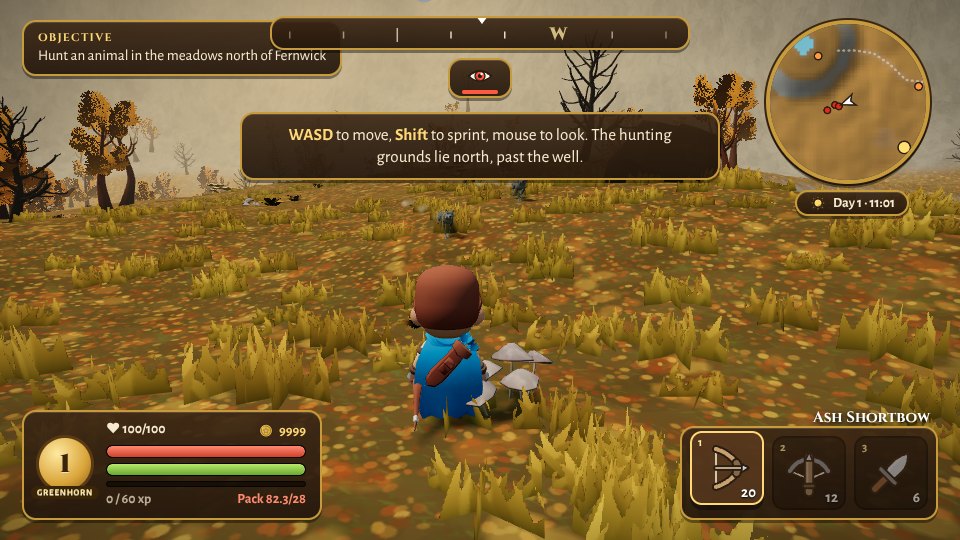 OBJECTIVE
Hunt an animal in the meadows north of Fernwick
W
WASD to move, Shift to sprint, mouse to look. The hunting
grounds lie north, past the well.
Day 1 · 11:01
ASH SHORTBOW
1
GREENHORN
100/100
9999
0 / 60 xp
Pack 82.3/28
1
20
2
12
3
6